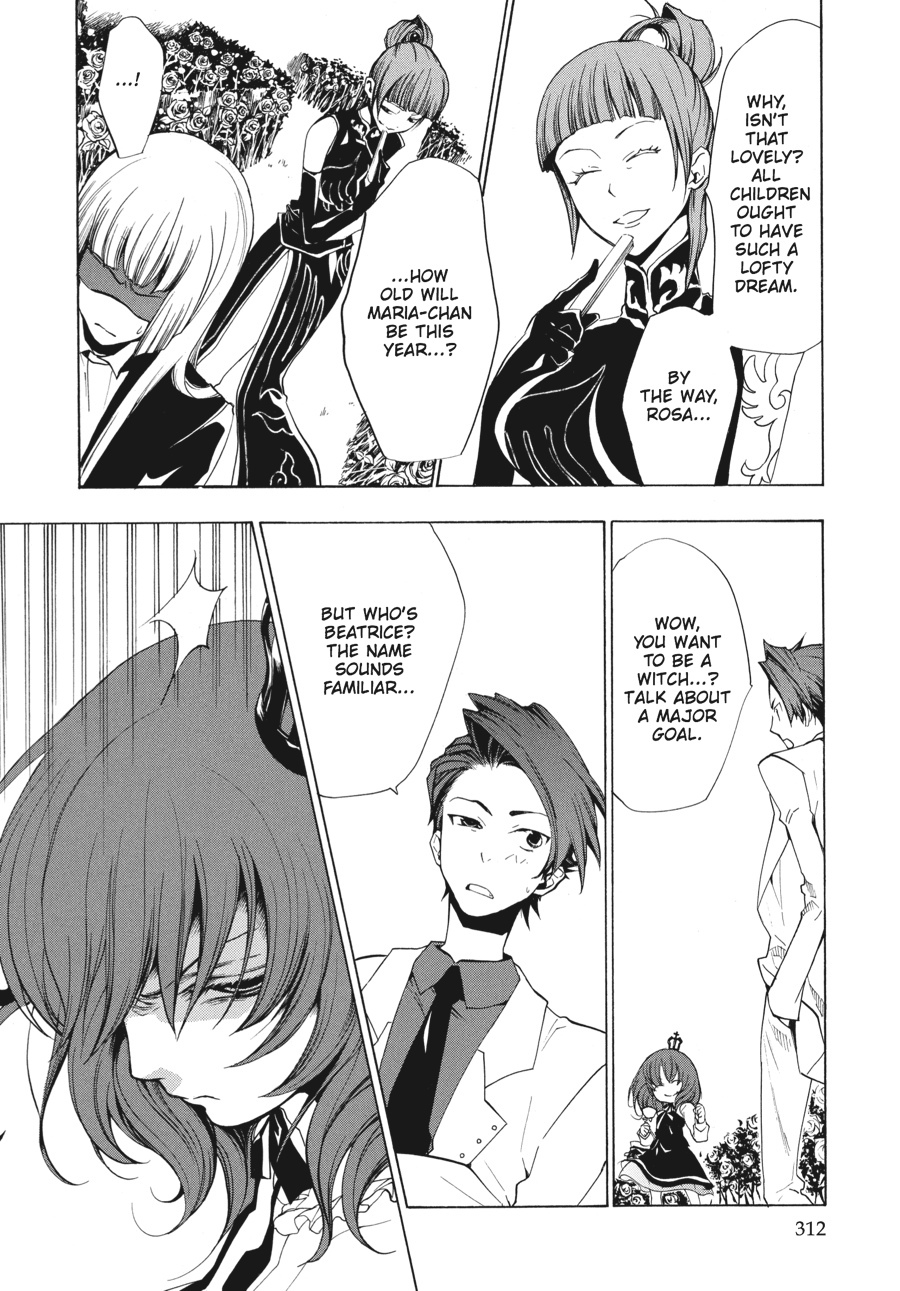 WHY,
ISN'T
THAT
LOVELY?
ALL
CHILDREN
OUGHT
TO HAVE
SUCH A
LOFTY
DREAM.
BY
THE WAY,
ROSA...
...HOW
OLD WILL
MARIA-CHAN
BE THIS
YEAR...?
...!
WOW,
YOU WANT
TO BE A
WITCH...?
TALK ABOUT
A MAJOR
GOAL.
BUT WHO'S
BEATRICE?
THE NAME
SOUNDS
FAMILIAR...
312